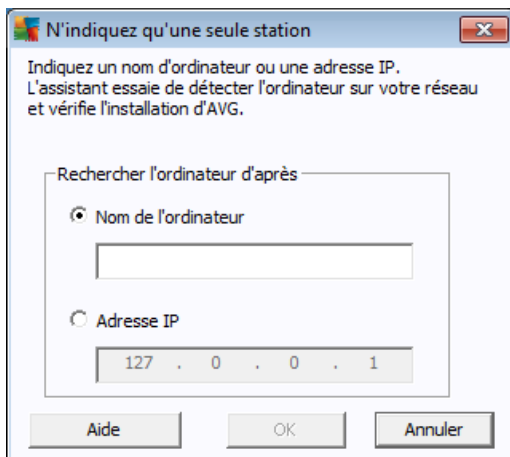 N'indiquez qu'une seule station
Indiquez un nom d'ordinateur ou une adresse IP.
L'assistant essaie de détecter l'ordinateur sur votre réseau
et vérifie l'installation d'AVG.
Rechercher l'ordinateur d'après
Nom de l'ordinateur
Adresse IP
127 . 0 . 0 . 1
Aide OK Annuler